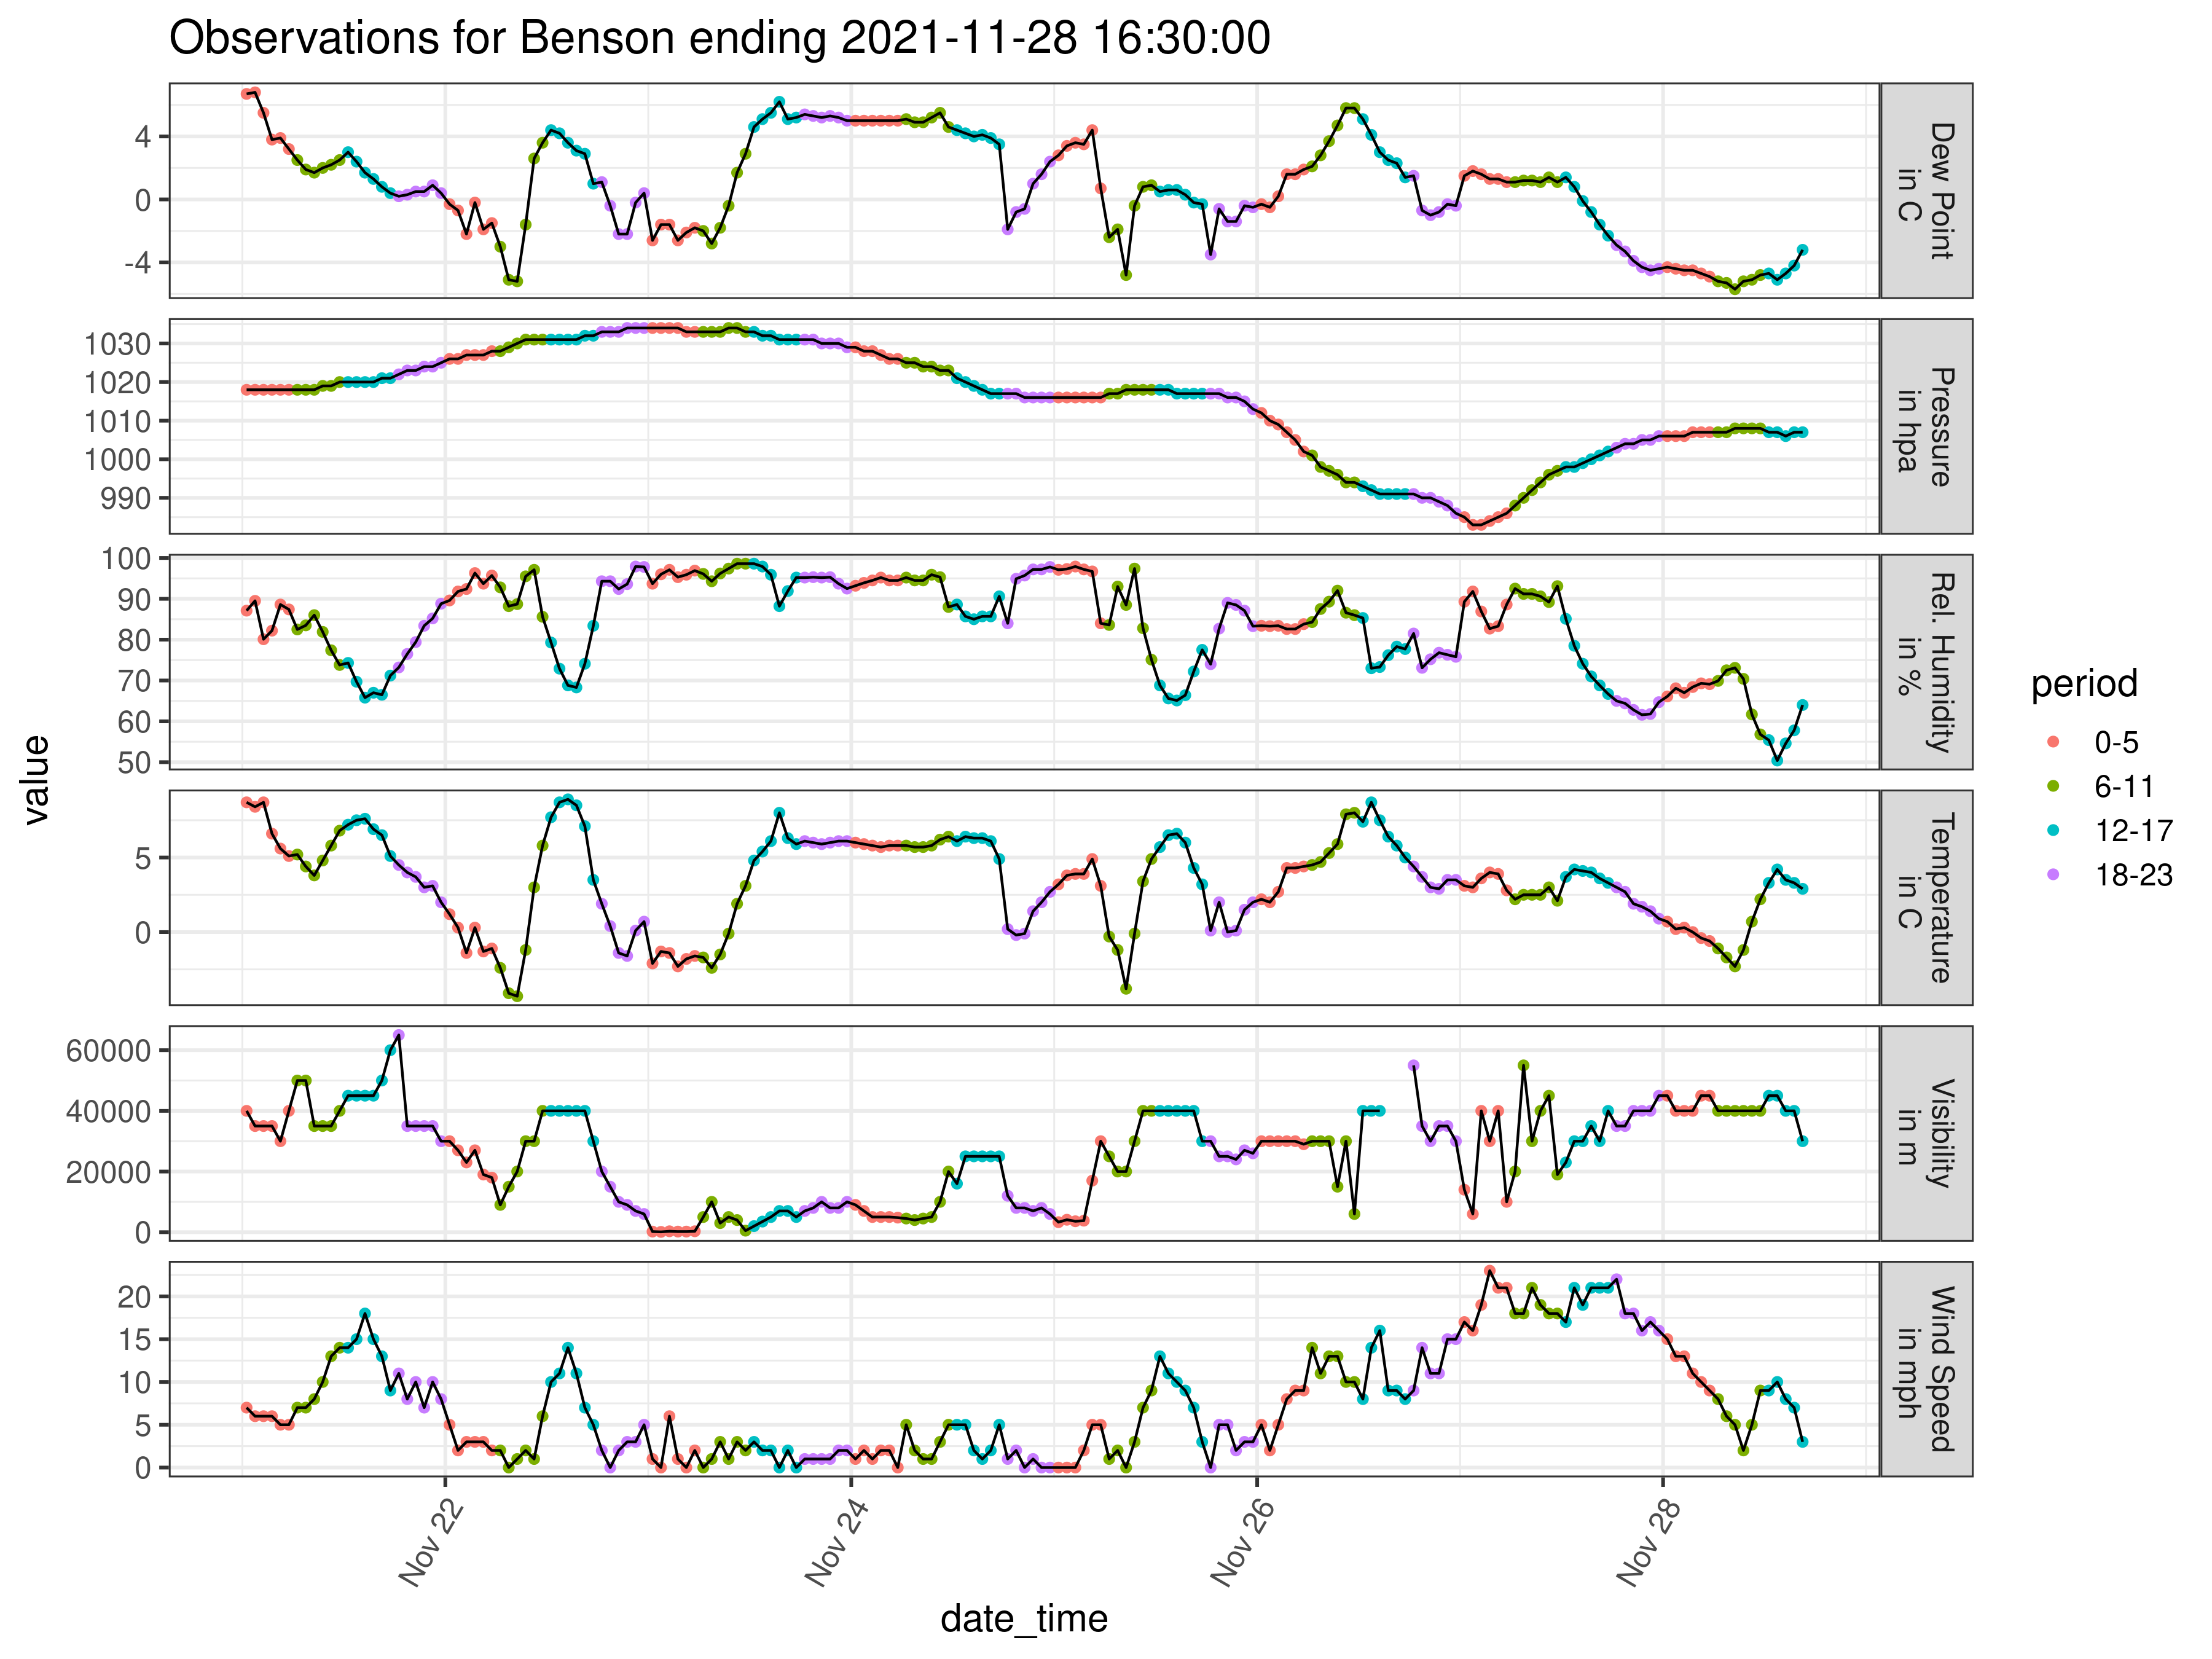 Observations for Benson ending 2021-11-28 16:30:00
value
4
0
-4
Dew Point
in C
1030
1020
1010
1000
990
Pressure
in hpa
100
90
80
70
60
50
Rel. Humidity
in %
5
0
Temperature
in C
60000
40000
20000
0
Visibility
in m
20
15
10
5
0
Wind Speed
in mph
Nov 22
Nov 24
Nov 26
Nov 28
date_time
period
0-5
6-11
12-17
18-23